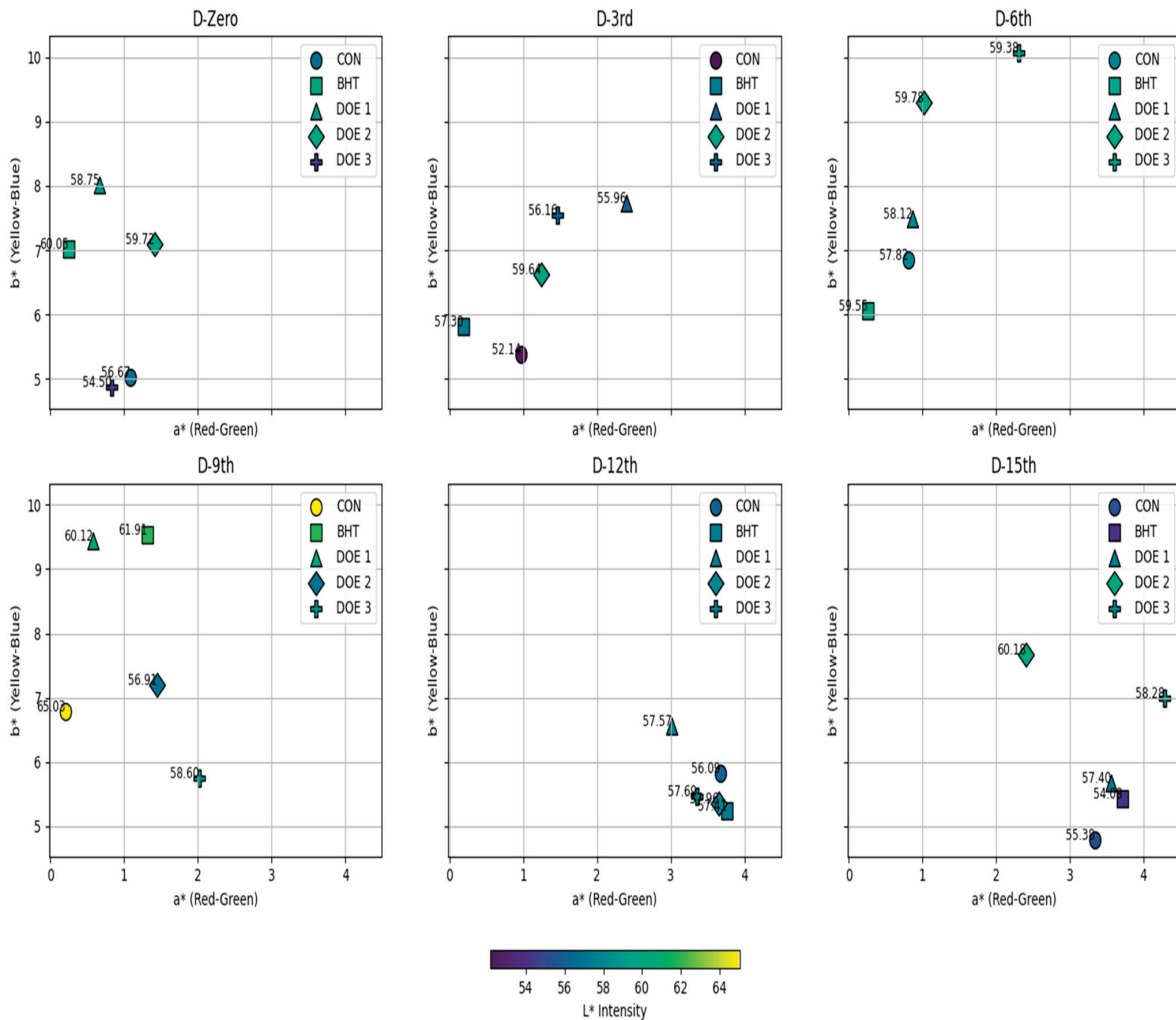 D-Zero
10
9
8
7
6
5
b* (Yellow-Blue)
a* (Red-Green)
CON
BHT
DOE 1
DOE 2
DOE 3
58.75
60.05
59.72
56.67
54.50
D-3rd
b* (Yellow-Blue)
a* (Red-Green)
CON
BHT
DOE 1
DOE 2
DOE 3
55.96
56.16
59.64
57.30
52.14
D-6th
b* (Yellow-Blue)
a* (Red-Green)
CON
BHT
DOE 1
DOE 2
DOE 3
59.38
59.78
58.12
57.82
59.55
D-9th
10
9
8
7
6
5
b* (Yellow-Blue)
0 1 2 3 4
a* (Red-Green)
CON
BHT
DOE 1
DOE 2
DOE 3
60.12
61.91
56.91
65.03
58.60
D-12th
b* (Yellow-Blue)
0 1 2 3 4
a* (Red-Green)
CON
BHT
DOE 1
DOE 2
DOE 3
57.57
56.09
57.69
D-15th
b* (Yellow-Blue)
0 1 2 3 4
a* (Red-Green)
CON
BHT
DOE 1
DOE 2
DOE 3
60.18
58.28
57.40
55.38
54 56 58 60 62 64
L* Intensity